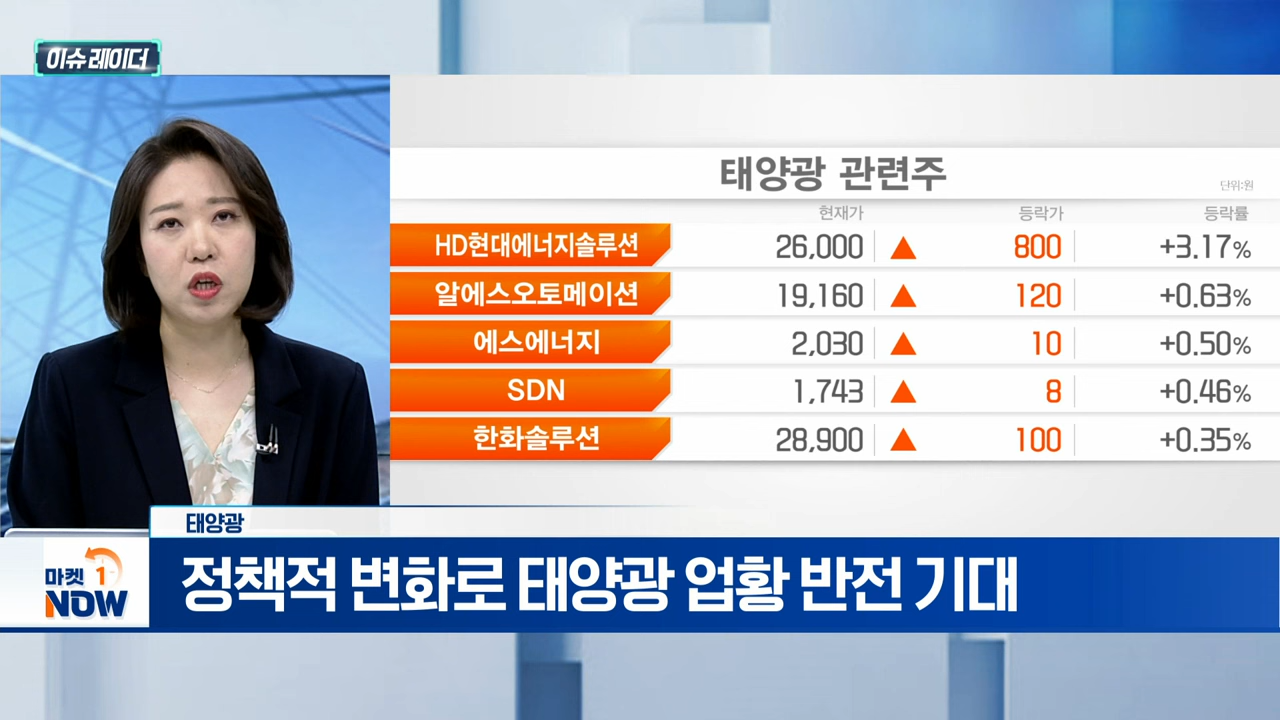 이슈 레이더
태양광 관련주
단위:원
현재가 등락가 등락률
HD현대에너지솔루션 26,000 ▲ 800 +3.17%
알에스오토메이션 19,160 ▲ 120 +0.63%
에스에너지 2,030 ▲ 10 +0.50%
SDN 1,743 ▲ 8 +0.46%
한화솔루션 28,900 ▲ 100 +0.35%
태양광
마켓 1
NOW
정책적 변화로 태양광 업황 반전 기대